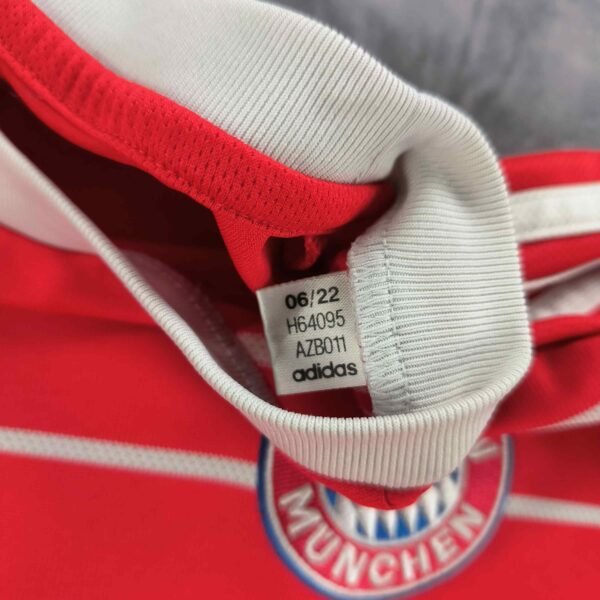 06/22
H64095
AZB011
adidas
MÜNCHEN